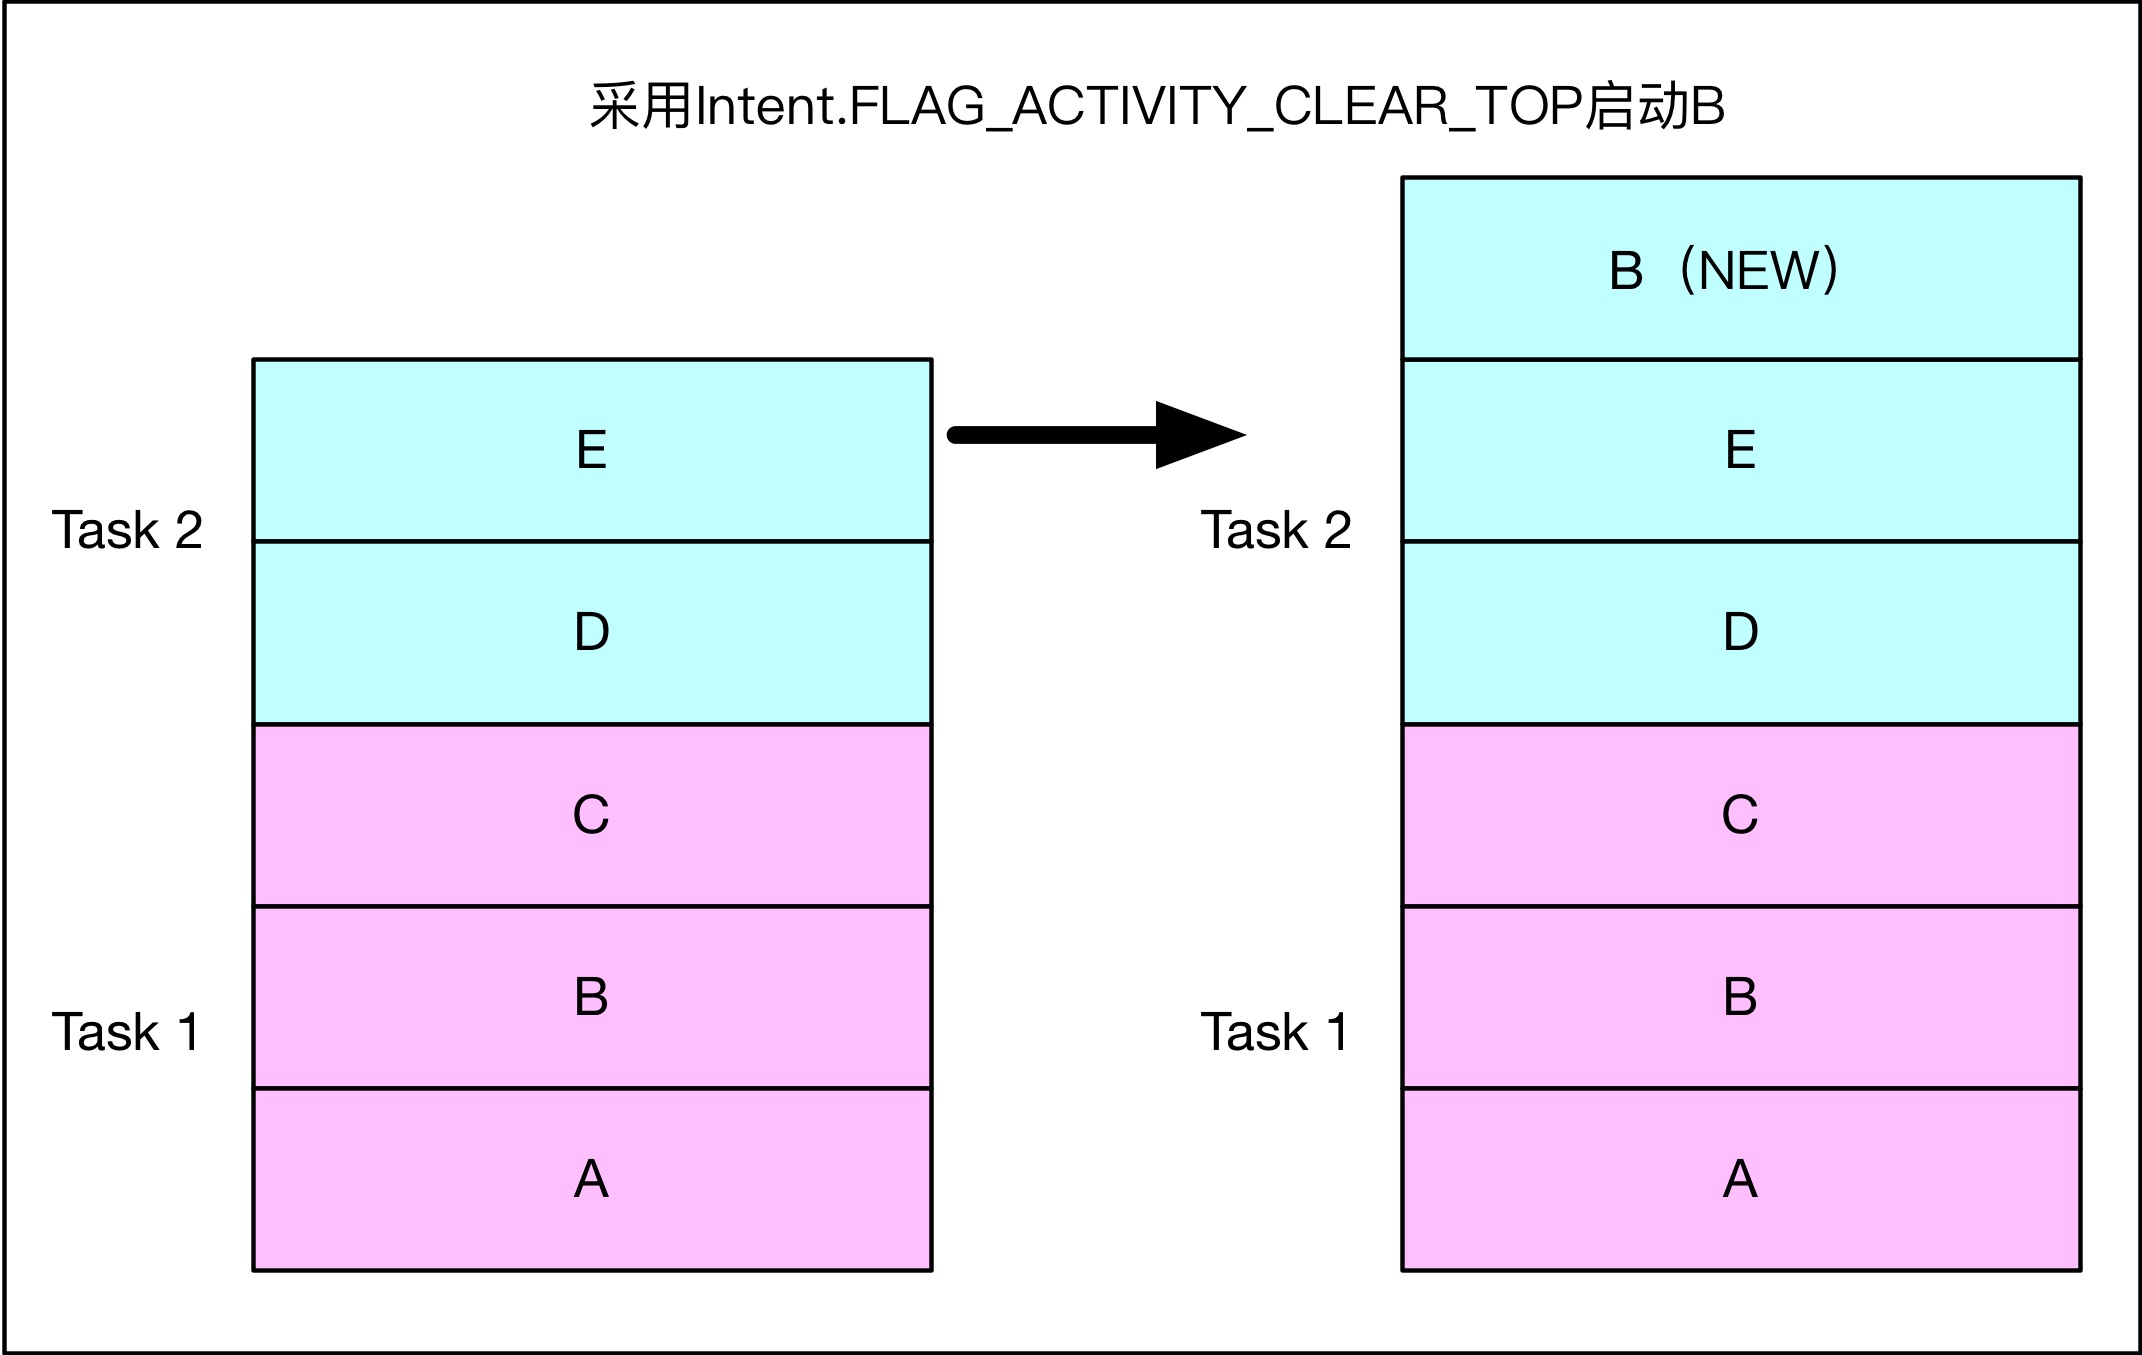 采用Intent.FLAG_ACTIVITY_CLEAR_TOP启动B
E
D
C
B
A
Task 2
Task 1
B（NEW）
E
D
C
B
A
Task 2
Task 1